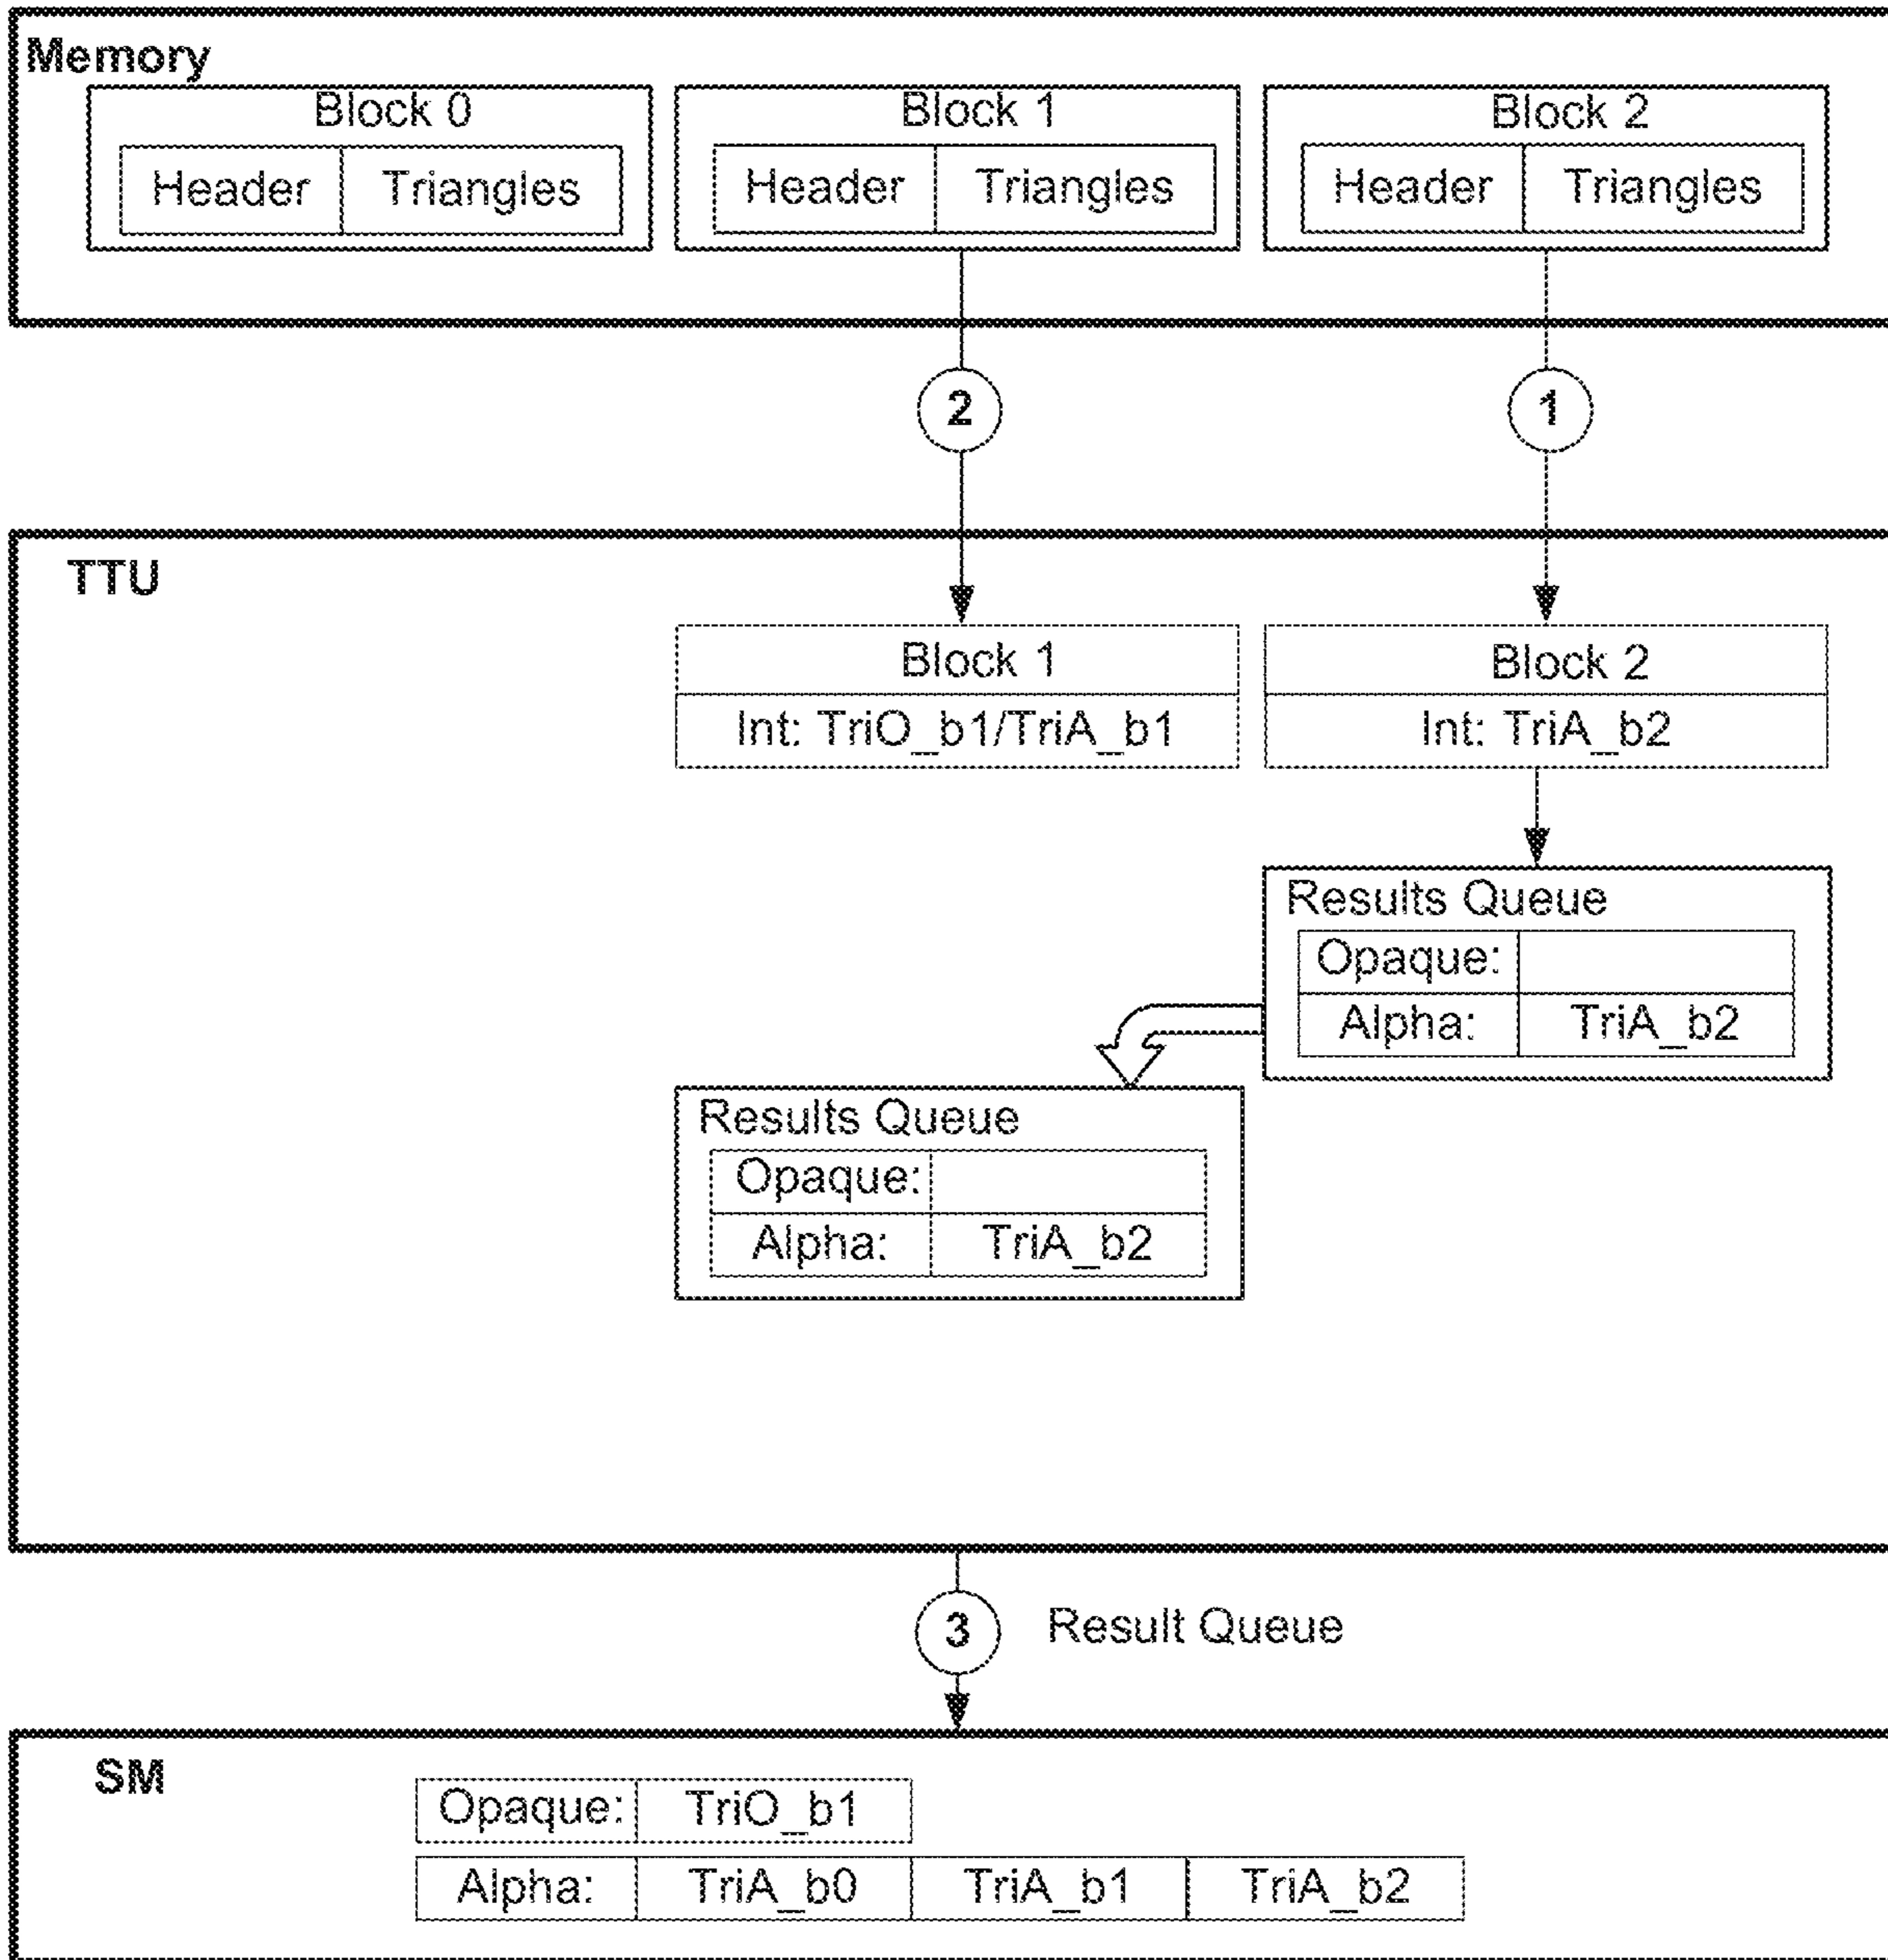 Memory
Block 0 Block 1 Block 2
Header Triangles Header Triangles Header Triangles
2 1
TTU
Block 1 Block 2
Int: TriO_b1/TriA_b1 Int: TriA_b2
Results Queue
Opaque:
Alpha: TriA_b2
Results Queue
Opaque:
Alpha: TriA_b2
3 Result Queue
SM
Opaque: TriO_b1
Alpha: TriA_b0 TriA_b1 TriA_b2